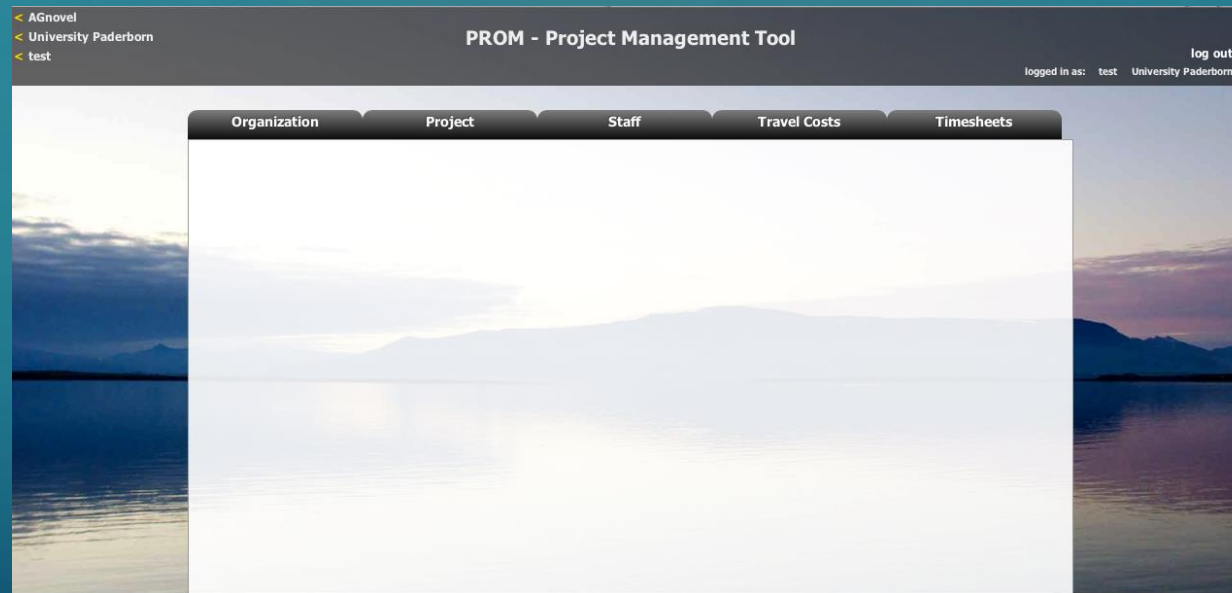 < AGnovel
< University Paderborn
< test
PROM - Project Management Tool
log out
logged in as: test University Paderborn
Organization Project Staff Travel Costs Timesheets